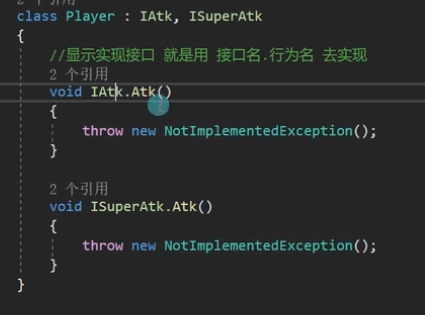 2 个引用
class Player : IAtk, ISuperAtk
{
//显示实现接口 就是用 接口名.行为名 去实现
2 个引用
void IAtk.Atk()
{
throw new NotImplementedException();
}
2 个引用
void ISuperAtk.Atk()
{
throw new NotImplementedException();
}
}